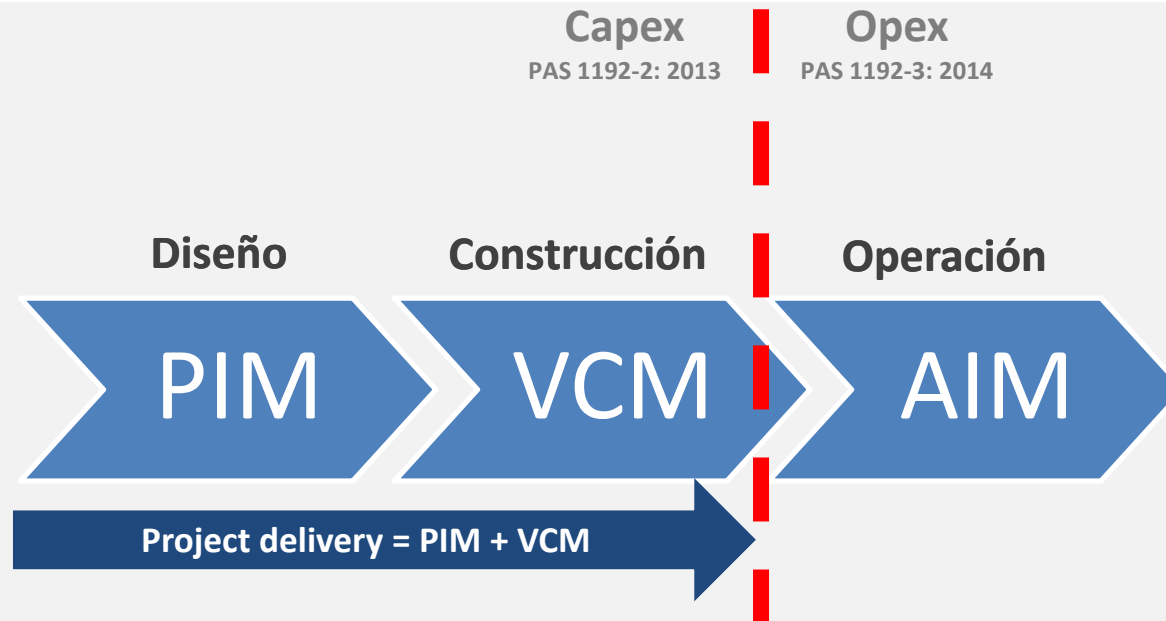 Capex
PAS 1192-2: 2013
Opex
PAS 1192-3: 2014
Diseño
Construcción
Operación
PIM
VCM
AIM
Project delivery = PIM + VCM